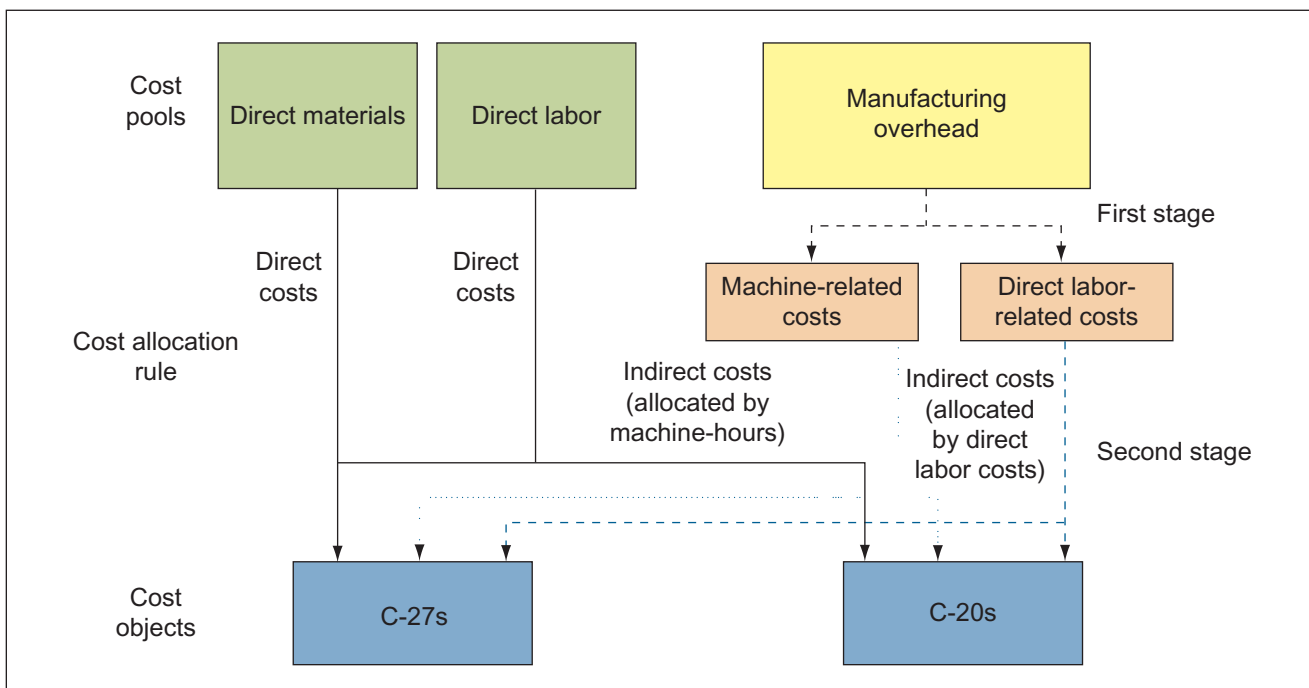 Cost
pools
Direct materials
Direct labor
Manufacturing
overhead
First stage
Direct
costs
Direct
costs
Machine-related
costs
Direct labor-
related costs
Cost allocation
rule
Indirect costs
(allocated by
machine-hours)
Indirect costs
(allocated
by direct
labor costs)
Second stage
Cost
objects
C-27s
C-20s